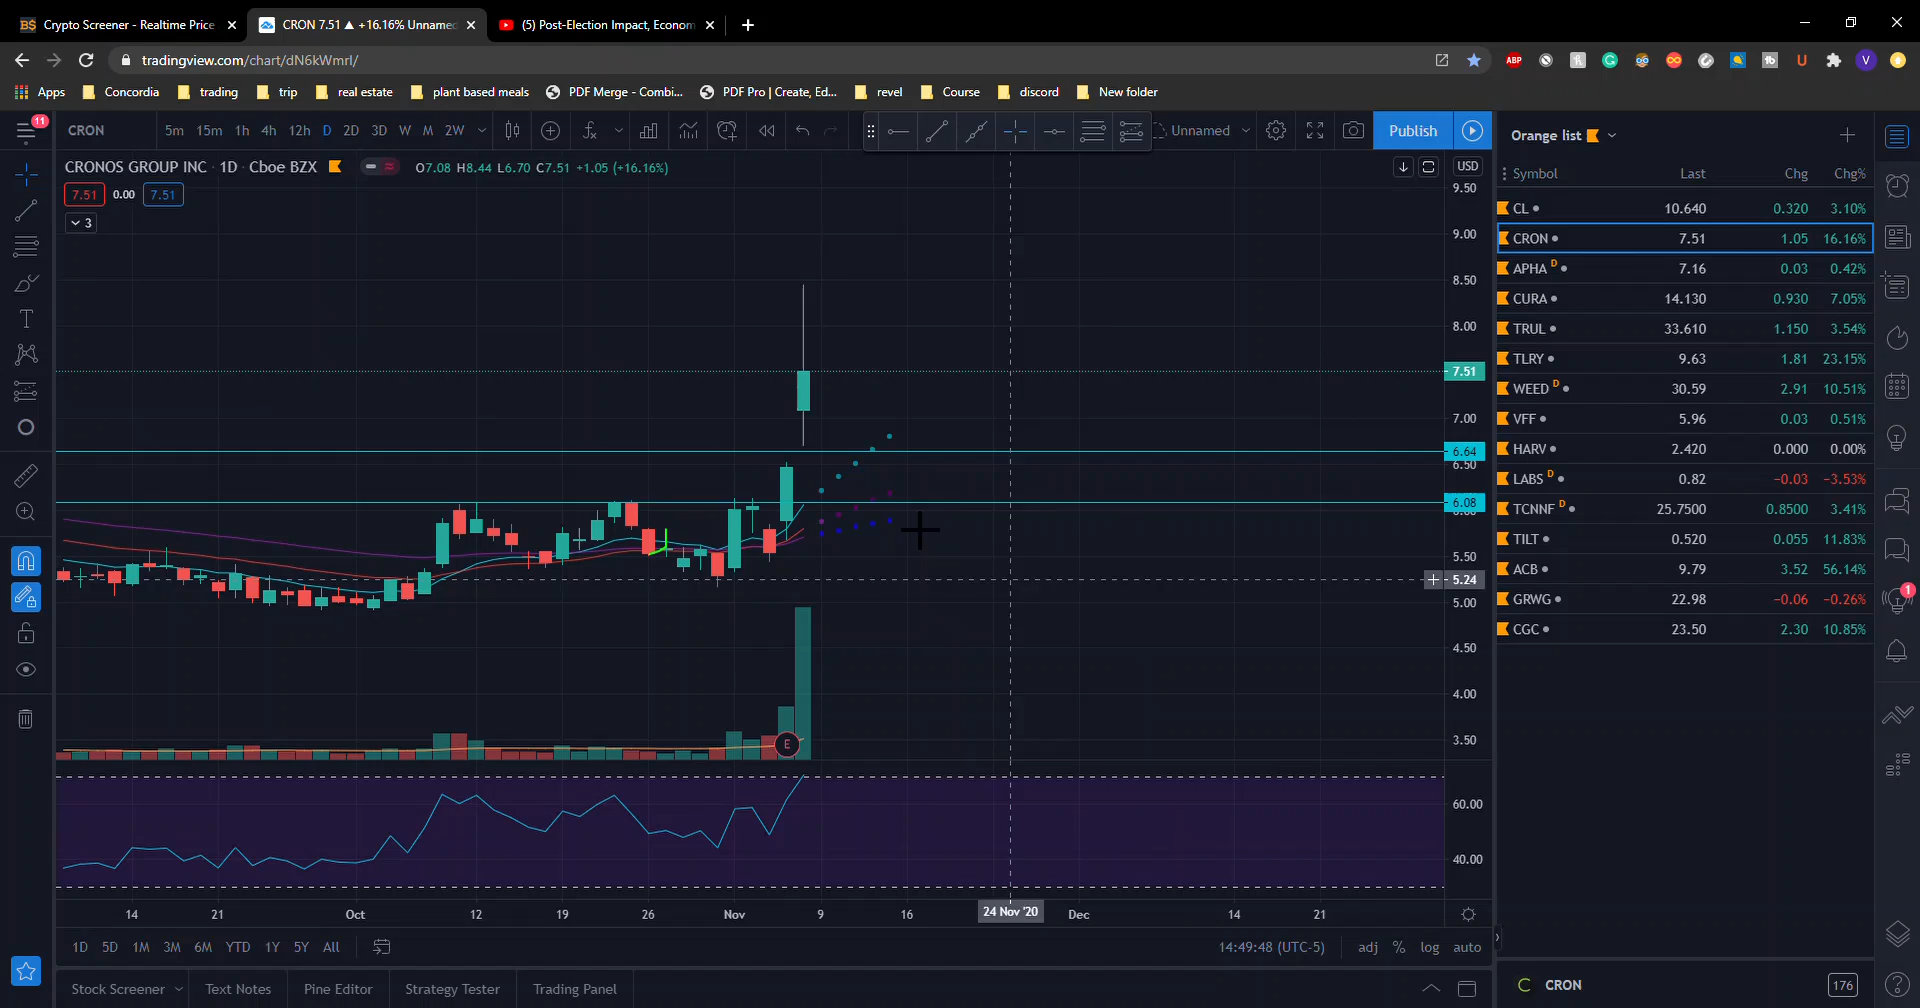 Crypto Screener - Realtime Price
CRON 7.51 ▲ +16.16% Unnamed
(5) Post-Election Impact, Econom
tradingview.com/chart/dN6kWmrI/
ABP
V
Apps Concordia trading trip real estate plant based meals PDF Merge - Combi... PDF Pro | Create, Ed... revel Course discord New folder
11
CRON 5m 15m 1h 4h 12h D 2D 3D W M 2W
Unnamed
Publish
CRONOS GROUP INC · 1D · Cboe BZX
O7.08 H8.44 L6.70 C7.51 +1.05 (+16.16%)
USD
7.51 0.00 7.51
3
9.50
9.00
8.50
8.00
7.51
7.00
6.64
6.50
6.08
6.00
5.50
5.24
5.00
4.50
4.00
3.50
E
60.00
40.00
14 21 Oct 12 19 26 Nov 9 16 24 Nov '20 Dec 14 21
1D 5D 1M 3M 6M YTD 1Y 5Y All
14:49:48 (UTC-5) adj % log auto
Stock Screener Text Notes Pine Editor Strategy Tester Trading Panel
Orange list
Symbol Last Chg Chg%
CL 10.640 0.320 3.10%
CRON 7.51 1.05 16.16%
APHA D 7.16 0.03 0.42%
CURA 14.130 0.930 7.05%
TRUL 33.610 1.150 3.54%
TLRY 9.63 1.81 23.15%
WEED D 30.59 2.91 10.51%
VFF 5.96 0.03 0.51%
HARV 2.420 0.000 0.00%
LABS D 0.82 −0.03 −3.53%
TCNNF D 25.7500 0.8500 3.41%
TILT 0.520 0.055 11.83%
ACB 9.79 3.52 56.14%
GRWG 22.98 −0.06 −0.26%
CGC 23.50 2.30 10.85%
1
CRON 176